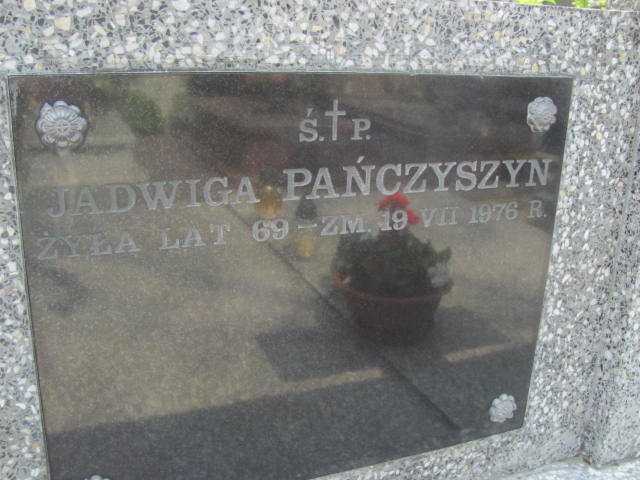 Ś.†P.
JADWIGA PAŃCZYSZYN
ŻYŁA LAT 69 – ZM. 19 VII 1976 R.